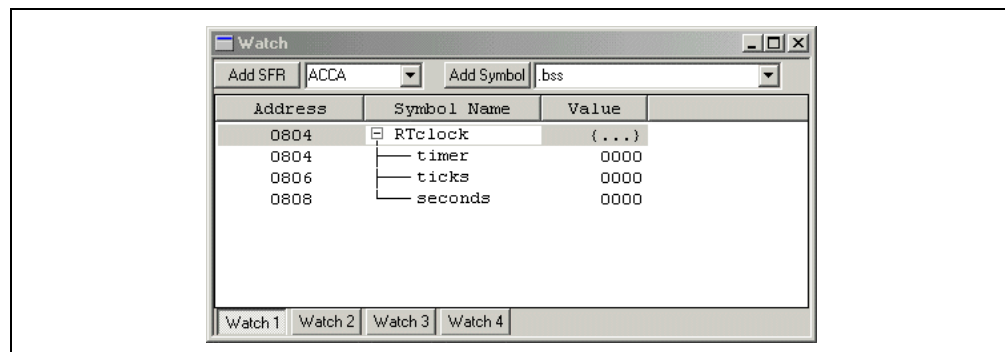 Watch
Add SFR ACCA Add Symbol .bss
Address Symbol Name Value
0804 RTclock {...}
0804 timer 0000
0806 ticks 0000
0808 seconds 0000
Watch 1 Watch 2 Watch 3 Watch 4